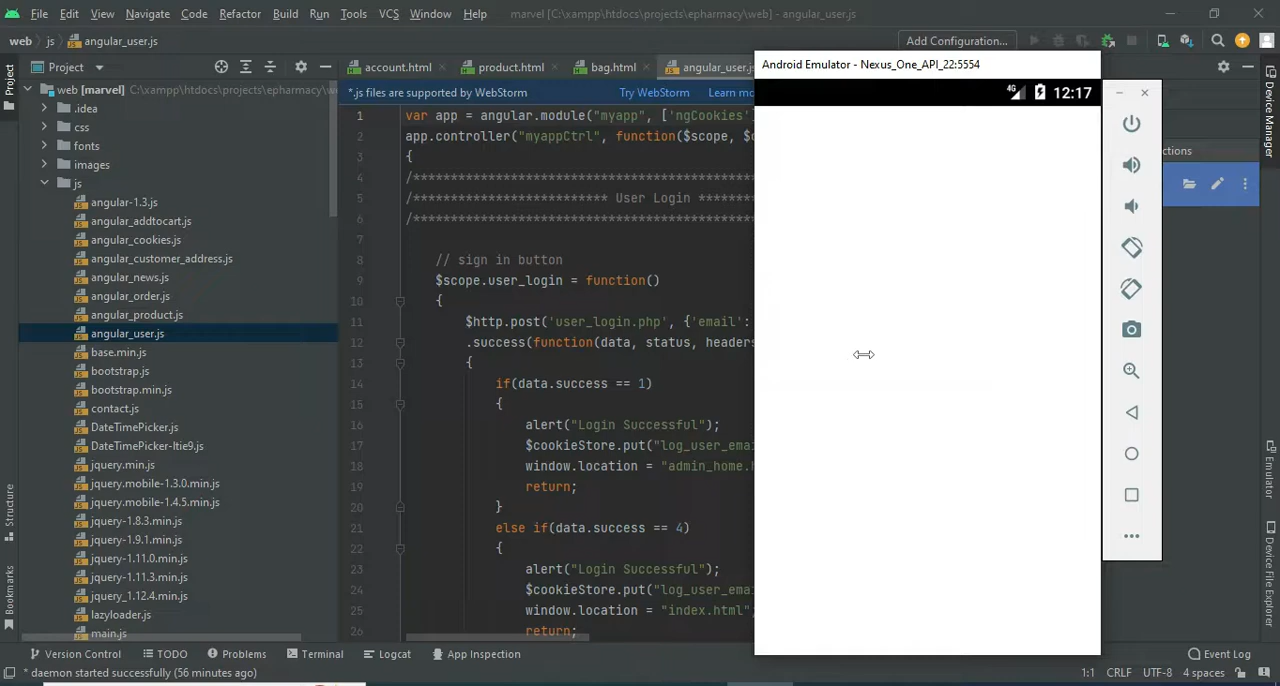 File Edit View Navigate Code Refactor Build Run Tools VCS Window Help marvel [C:\xampp\htdocs\projects\epharmacy\web] - angular_user.js
web js angular_user.js Add Configuration...
Project account.html product.html bag.html angular_user.js
web [marvel] C:\xampp\htdocs\projects\epharmacy\we
.idea
css
fonts
images
js
angular-1.3.js
angular_addtocart.js
angular_cookies.js
angular_customer_address.js
angular_news.js
angular_order.js
angular_product.js
angular_user.js
base.min.js
bootstrap.js
bootstrap.min.js
contact.js
DateTimePicker.js
DateTimePicker-ltie9.js
jquery.min.js
jquery.mobile-1.3.0.min.js
jquery.mobile-1.4.5.min.js
jquery-1.8.3.min.js
jquery-1.9.1.min.js
jquery-1.11.0.min.js
jquery-1.11.3.min.js
jquery_1.12.4.min.js
lazyloader.js
main.js
Project
Structure
Bookmarks
*.js files are supported by WebStorm Try WebStorm Learn mo
1 var app = angular.module("myapp", ['ngCookies'
2 app.controller("myappCtrl", function($scope, $c
3 {
4 /**********************************************
5 /************************** User Login ********
6 /**********************************************
7
8 // sign in button
9 $scope.user_login = function()
10 {
11 $http.post('user_login.php', {'email':
12 .success(function(data, status, headers
13 {
14 if(data.success == 1)
15 {
16 alert("Login Successful");
17 $cookieStore.put("log_user_ema
18 window.location = "admin_home.h
19 return;
20 }
21 else if(data.success == 4)
22 {
23 alert("Login Successful");
24 $cookieStore.put("log_user_ema
25 window.location = "index.html";
26 return;
Android Emulator - Nexus_One_API_22:5554
4G 12:17
ctions
Device Manager
Emulator
Device File Explorer
Version Control TODO Problems Terminal Logcat App Inspection Event Log
* daemon started successfully (56 minutes ago) 1:1 CRLF UTF-8 4 spaces